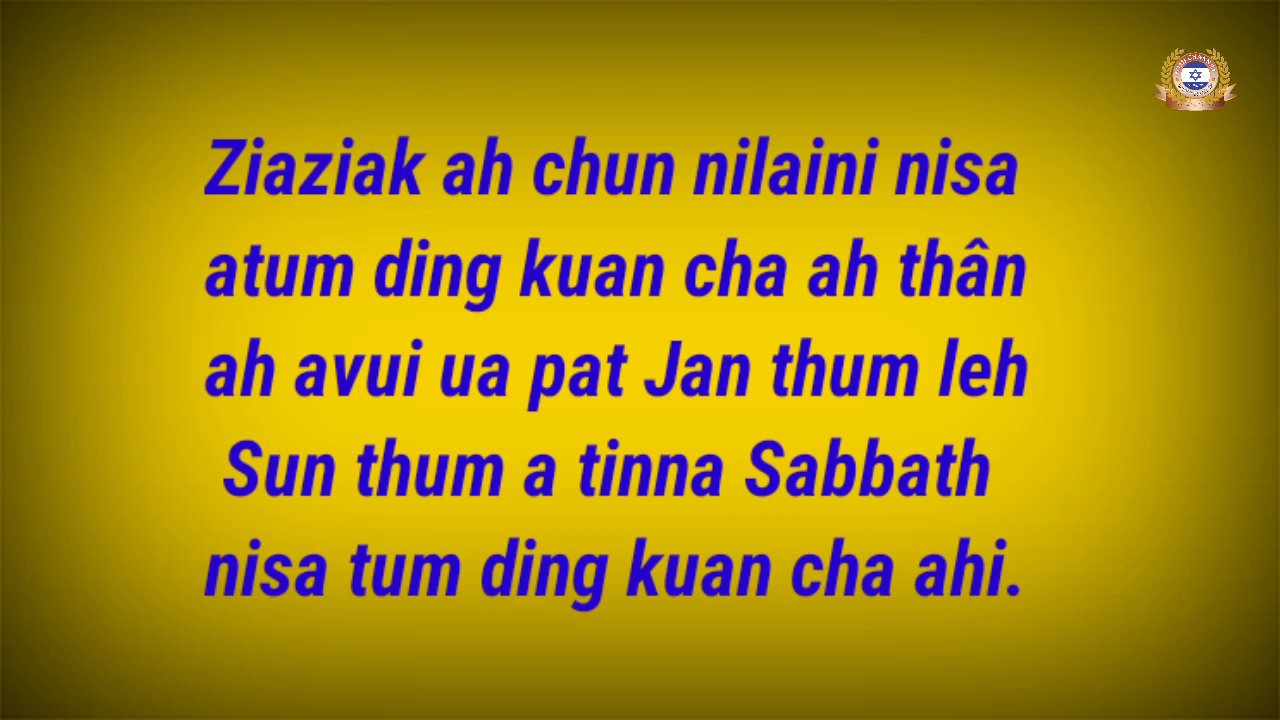 Ziaziak ah chun nilaini nisa
atum ding kuan cha ah thân
ah avui ua pat Jan thum leh
Sun thum a tinna Sabbath
nisa tum ding kuan cha ahi.